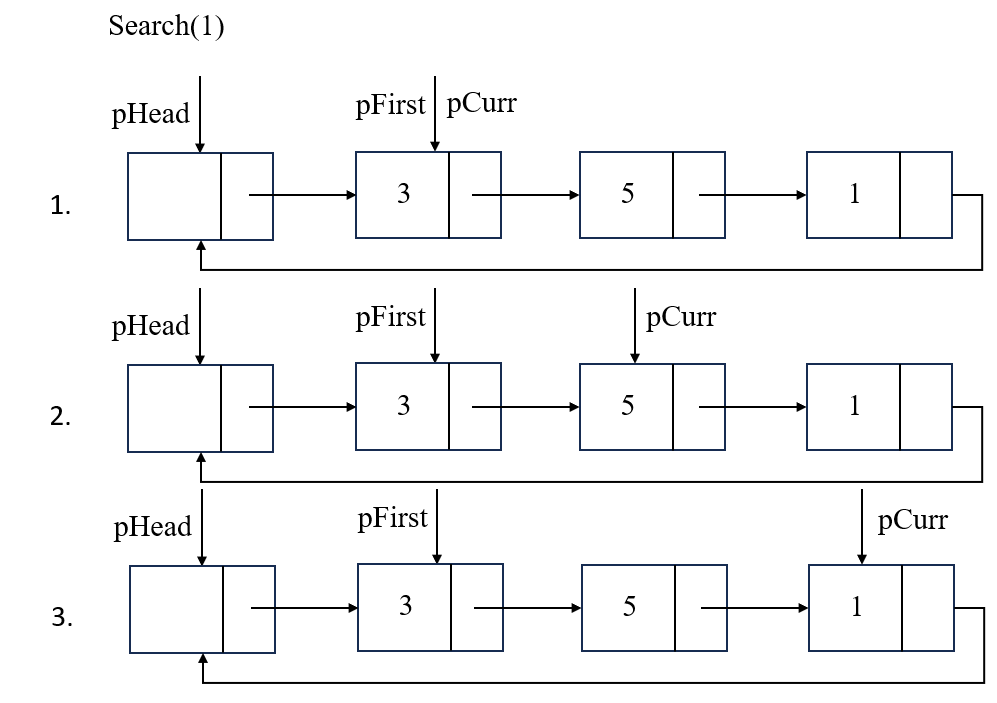 Search(1)
pHead pFirst pCurr
1. 3 5 1
pHead pFirst pCurr
2. 3 5 1
pHead pFirst pCurr
3. 3 5 1